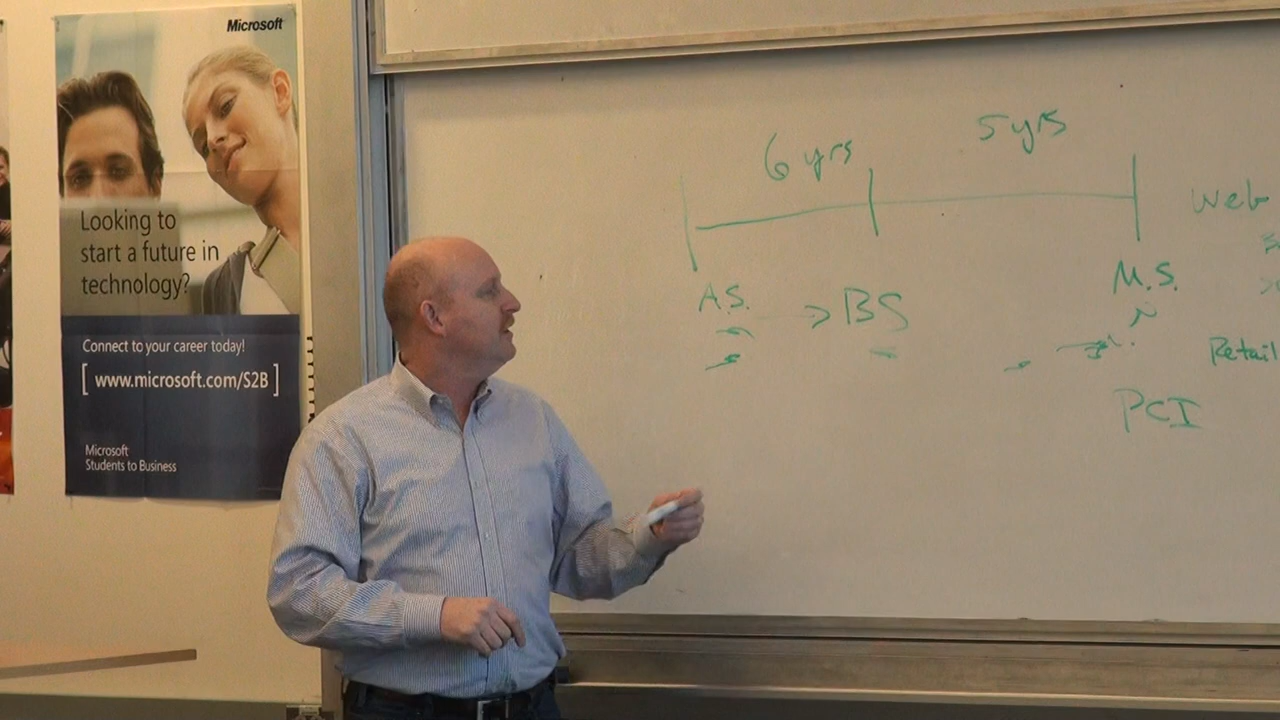 Microsoft
Looking to
start a future in
technology?
Connect to your career today!
[ www.microsoft.com/S2B ]
Microsoft
Students to Business
6 yrs
5 yrs
Web
A.S. → BS
M.S.
Retail
PCI